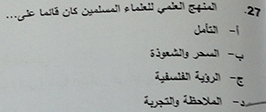 27. المنهج العلمي للعلماء المسلمين كان قائما على...
أ- التأمل
ب- السحر والشعوذة
ج- الرؤية الفلسفية
د- الملاحظة والتجربة